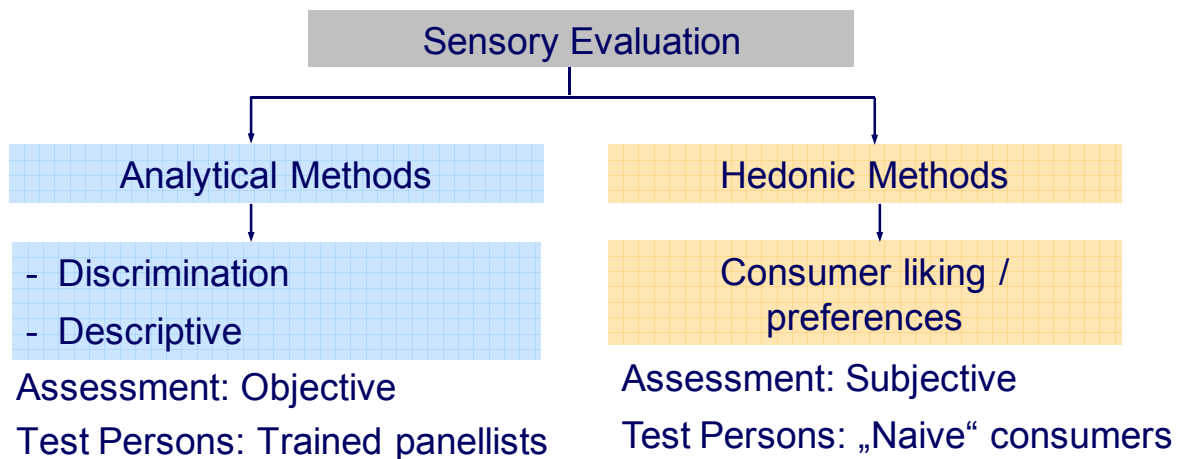 Sensory Evaluation
Analytical Methods
- Discrimination
- Descriptive
Assessment: Objective
Test Persons: Trained panellists
Hedonic Methods
Consumer liking /
preferences
Assessment: Subjective
Test Persons: „Naive“ consumers